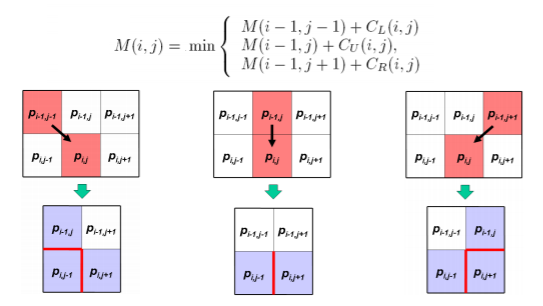 M(i − 1, j − 1) + C_L(i, j)
M(i, j) = min { M(i − 1, j) + C_U(i, j),
M(i − 1, j + 1) + C_R(i, j)
p_{i-1,j-1} p_{i-1,j} p_{i-1,j+1} p_{i-1,j-1} p_{i-1,j} p_{i-1,j+1} p_{i-1,j-1} p_{i-1,j} p_{i-1,j+1}
p_{i,j-1} p_{i,j} p_{i,j+1} p_{i,j-1} p_{i,j} p_{i,j+1} p_{i,j-1} p_{i,j} p_{i,j+1}
p_{i-1,j} p_{i-1,j+1} p_{i-1,j-1} p_{i-1,j+1} p_{i-1,j-1} p_{i-1,j}
p_{i,j-1} p_{i,j+1} p_{i,j-1} p_{i,j+1} p_{i,j-1} p_{i,j+1}